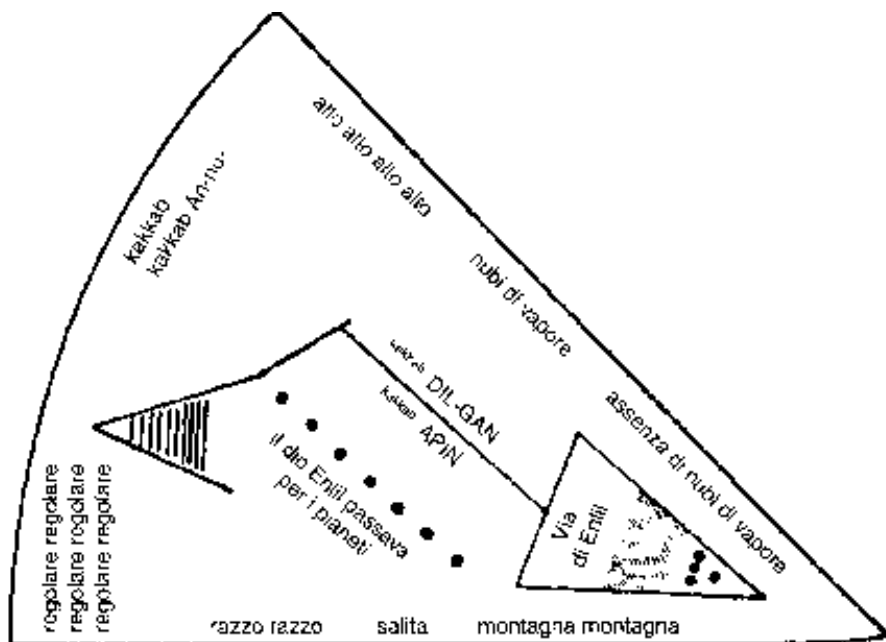 alto alto alto alto
nubi di vapore
assenza di nubi di vapore
kakkab
kakkab An-nu
kakkab DIL-GAN
kakkab APIN
il dio Enlil passava
per i pianeti
Via
di Enlil
regolare regolare
regolare regolare
regolare regolare
razzo razzo salita montagna montagna